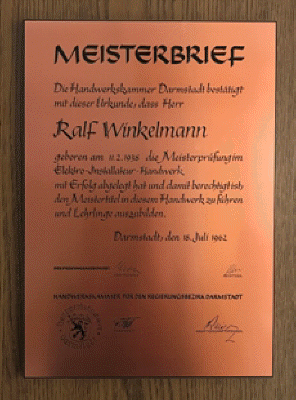 MEISTERBRIEF
Die Handwerkskammer Darmstadt bestätigt
mit dieser Urkunde, dass Herr
Ralf Winkelmann
geboren am 11.2.1936 die Meisterprüfung im
Elektro-Installateur-Handwerk
mit Erfolg abgelegt hat und damit berechtigt ist,
den Meistertitel in diesem Handwerk zu führen
und Lehrlinge auszubilden.
Darmstadt, den 18. Juli 1962
HANDWERKSKAMMER FÜR DEN REGIERUNGSBEZIRK DARMSTADT